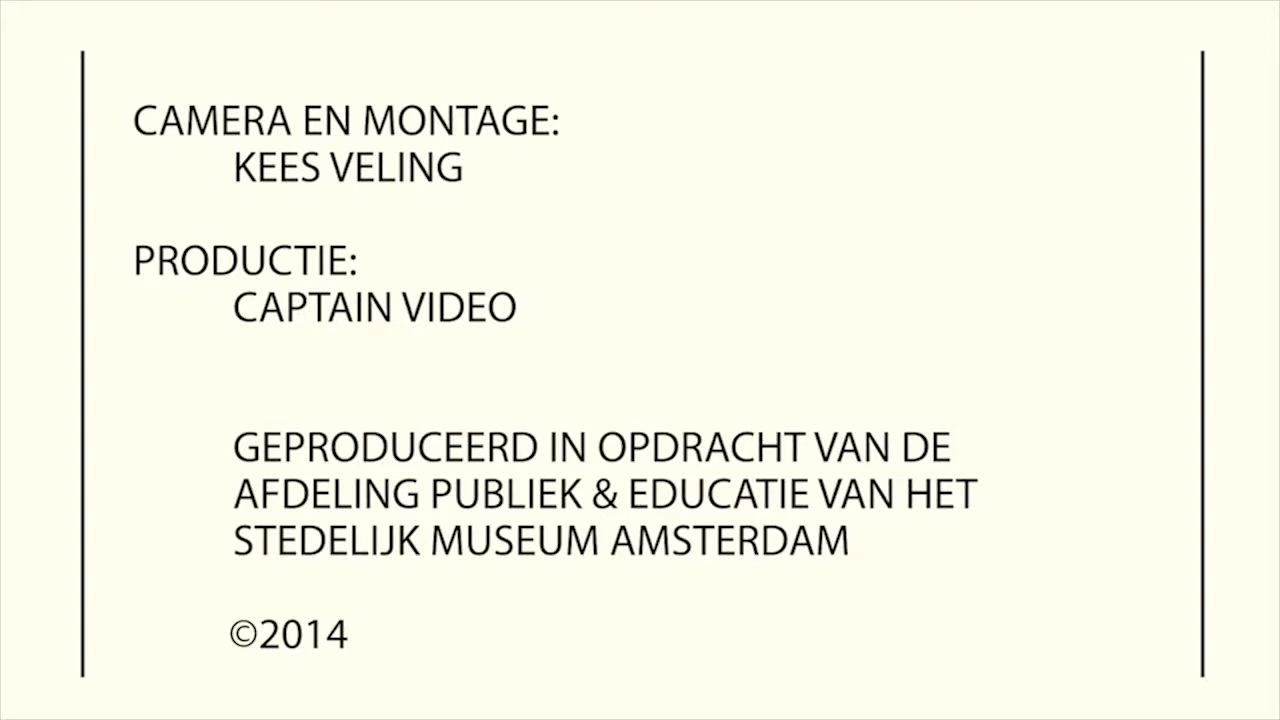 CAMERA EN MONTAGE:
KEES VELING
PRODUCTIE:
CAPTAIN VIDEO
GEPRODUCEERD IN OPDRACHT VAN DE
AFDELING PUBLIEK & EDUCATIE VAN HET
STEDELIJK MUSEUM AMSTERDAM
©2014